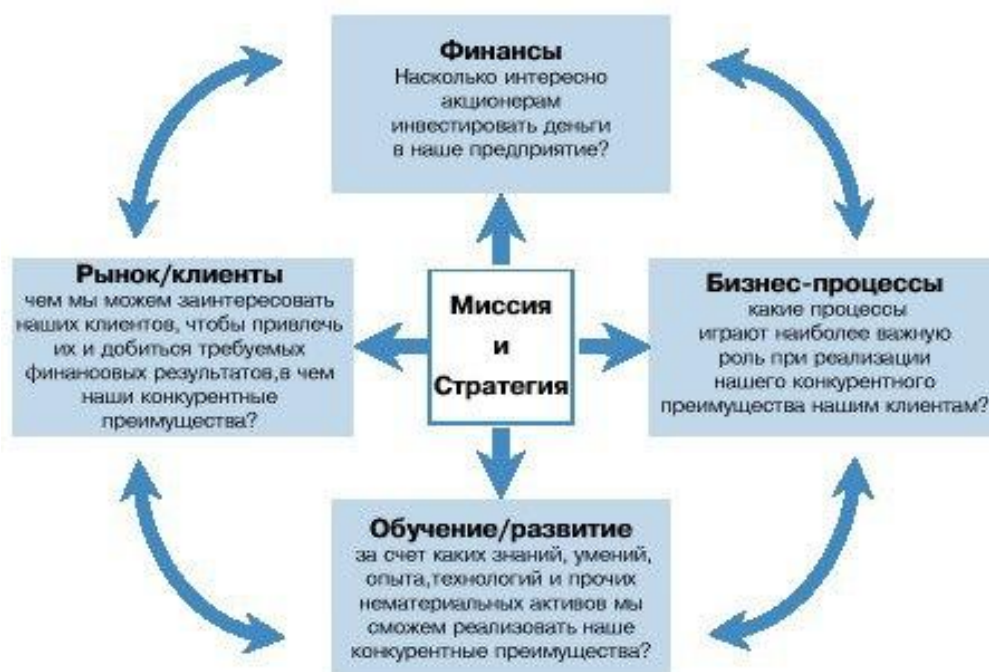 Финансы
Насколько интересно
акционерам
инвестировать деньги
в наше предприятие?
Рынок/клиенты
чем мы можем заинтересовать
наших клиентов, чтобы привлечь
их и добиться требуемых
финансовых результатов,в чем
наши конкурентные
преимущества?
Миссия
и
Стратегия
Бизнес-процессы
какие процессы
играют наиболее важную
роль при реализации
нашего конкурентного
преимущества нашим клиентам?
Обучение/развитие
за счет каких знаний, умений,
опыта,технологий и прочих
нематериальных активов мы
сможем реализовать наше
конкурентные преимущества?